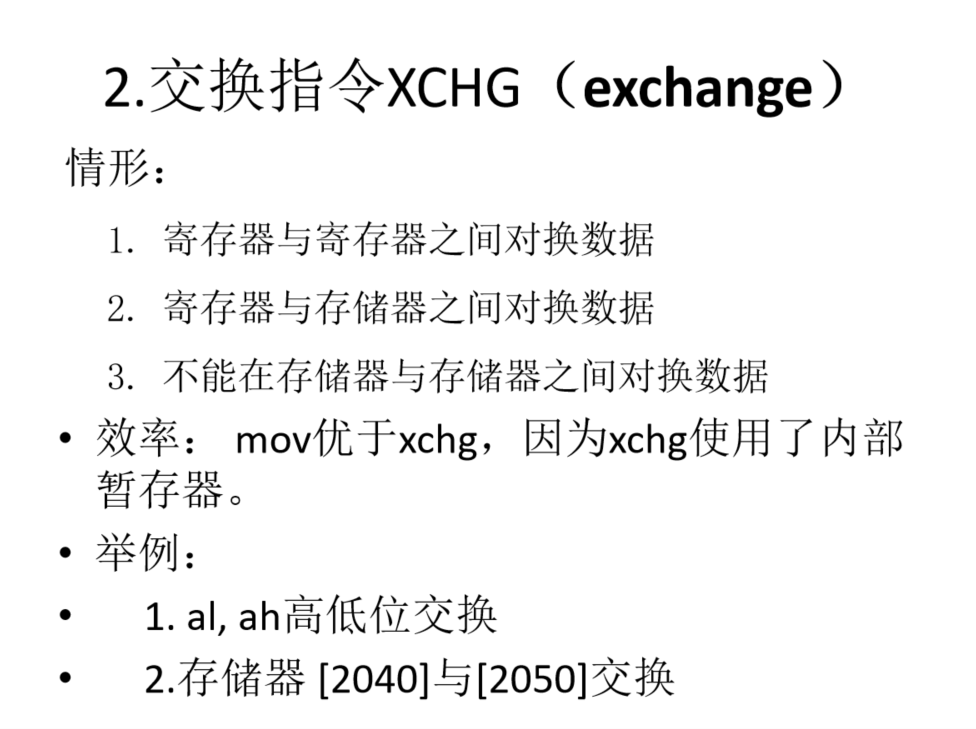 2.交换指令XCHG（exchange）
情形：
1. 寄存器与寄存器之间对换数据
2. 寄存器与存储器之间对换数据
3. 不能在存储器与存储器之间对换数据
• 效率： mov优于xchg，因为xchg使用了内部
暂存器。
• 举例：
• 1. al, ah高低位交换
• 2.存储器 [2040]与[2050]交换